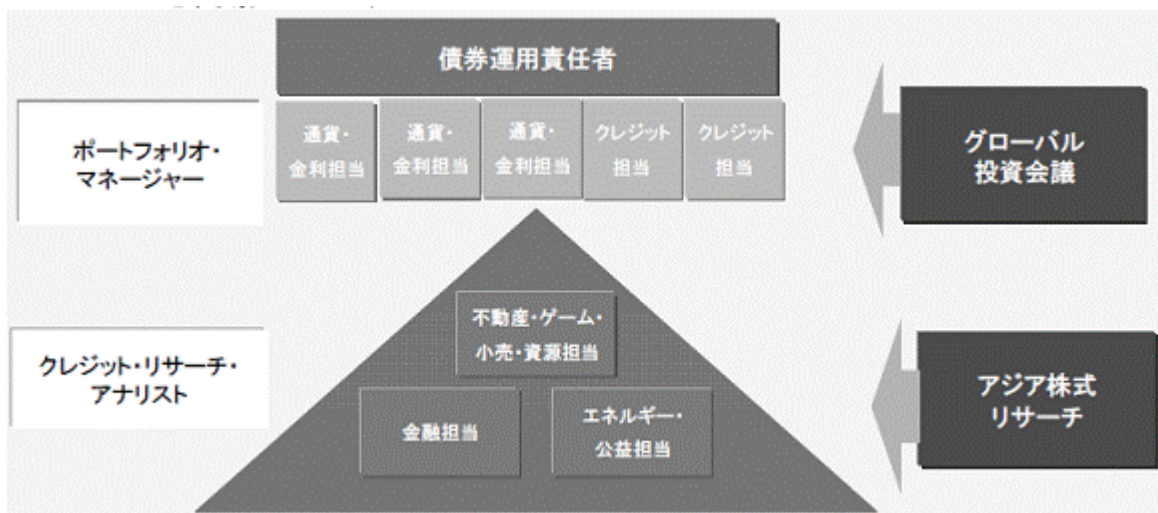 債券運用責任者
ポートフォリオ・
マネージャー
通貨・
金利担当
通貨・
金利担当
通貨・
金利担当
クレジット
担当
クレジット
担当
グローバル
投資会議
クレジット・リサーチ・
アナリスト
不動産・ゲーム・
小売・資源担当
金融担当
エネルギー・
公益担当
アジア株式
リサーチ